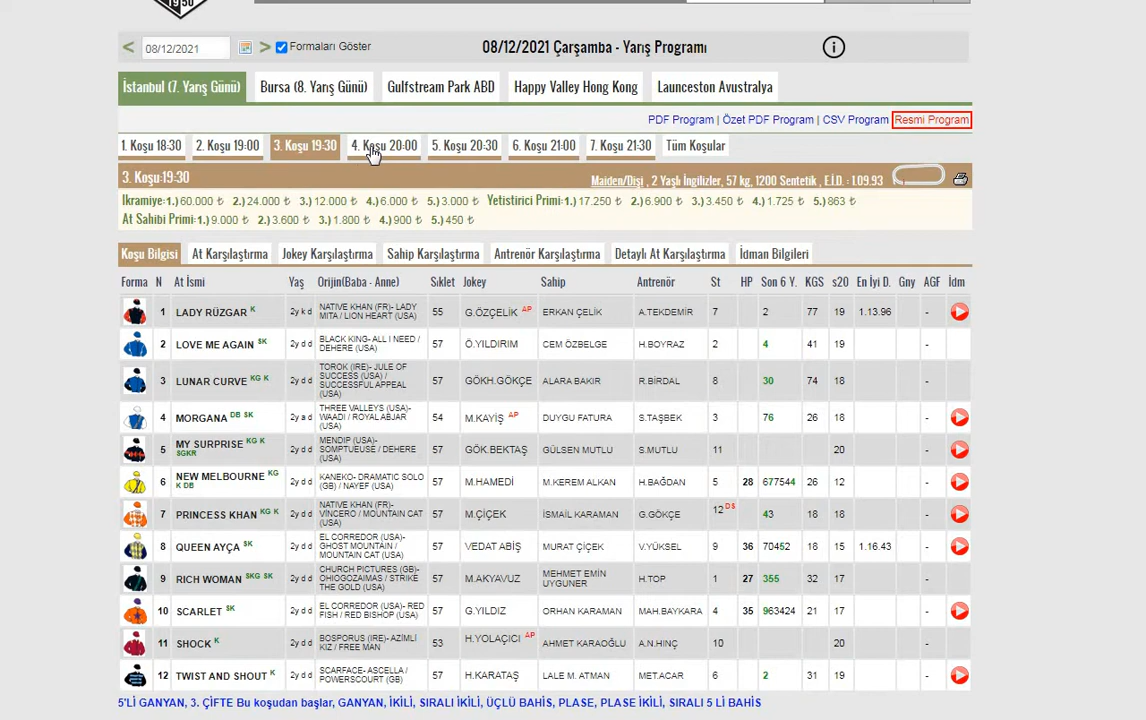 1950
< 08/12/2021 > Formaları Göster 08/12/2021 Çarşamba - Yarış Programı
İstanbul (7. Yarış Günü) Bursa (8. Yarış Günü) Gulfstream Park ABD Happy Valley Hong Kong Launceston Avustralya
PDF Program | Özet PDF Program | CSV Program Resmi Program
1. Koşu 18:30 2. Koşu 19:00 3. Koşu 19:30 4. Koşu 20:00 5. Koşu 20:30 6. Koşu 21:00 7. Koşu 21:30 Tüm Koşular
3. Koşu:19:30 Maiden/Dişi , 2 Yaşlı İngilizler, 57 kg, 1200 Sentetik , E.İ.D. : 1.09.93
Ikramiye:1.) 60.000 ₺ 2.) 24.000 ₺ 3.) 12.000 ₺ 4.) 6.000 ₺ 5.) 3.000 ₺ Yetistirici Primi:1.) 17.250 ₺ 2.) 6.900 ₺ 3.) 3.450 ₺ 4.) 1.725 ₺ 5.) 863 ₺
At Sahibi Primi:1.) 9.000 ₺ 2.) 3.600 ₺ 3.) 1.800 ₺ 4.) 900 ₺ 5.) 450 ₺
Koşu Bilgisi At Karşılaştırma Jokey Karşılaştırma Sahip Karşılaştırma Antrenör Karşılaştırma Detaylı At Karşılaştırma İdman Bilgileri
Forma N At İsmi Yaş Orijin(Baba - Anne) Sıklet Jokey Sahip Antrenör St HP Son 6 Y. KGS s20 En İyi D. Gny AGF İdm
1 LADY RÜZGAR K 2y k d NATIVE KHAN (FR)- LADY MITA / LION HEART (USA) 55 G.ÖZÇELİK AP ERKAN ÇELİK A.TEKDEMİR 7 2 77 19 1.13.96 -
2 LOVE ME AGAIN SK 2y d d BLACK KING- ALL I NEED / DEHERE (USA) 57 Ö.YILDIRIM CEM ÖZBELGE H.BOYRAZ 2 4 41 19 -
3 LUNAR CURVE KG K 2y d d TOROK (IRE)- JULE OF SUCCESS (USA) / SUCCESSFUL APPEAL (USA) 57 GÖKH.GÖKÇE ALARA BAKIR R.BİRDAL 8 30 74 18 -
4 MORGANA DB SK 2y a d THREE VALLEYS (USA)- WAADI / ROYAL ABJAR (USA) 54 M.KAYİŞ AP DUYGU FATURA S.TAŞBEK 3 76 26 18 -
5 MY SURPRISE KG K SGKR 2y d d MENDIP (USA)- SOMPTUEUSE / DEHERE (USA) 57 GÖK.BEKTAŞ GÜLSEN MUTLU S.MUTLU 11 20 -
6 NEW MELBOURNE KG K DB 2y d d KANEKO- DRAMATIC SOLO (GB) / NAYEF (USA) 57 M.HAMEDİ M.KEREM ALKAN H.BAĞDAN 5 28 677544 26 12 -
7 PRINCESS KHAN KG K 2y d d NATIVE KHAN (FR)- VİNCERO / MOUNTAIN CAT (USA) 57 M.ÇİÇEK İSMAİL KARAMAN G.GÖKÇE 12 DS 43 18 18 -
8 QUEEN AYÇA SK 2y d d EL CORREDOR (USA)- GHOST MOUNTAIN / MOUNTAIN CAT (USA) 57 VEDAT ABİŞ MURAT ÇİÇEK V.YÜKSEL 9 36 70452 18 15 1.16.43 -
9 RICH WOMAN SKG SK 2y d d CHURCH PICTURES (GB)- OHIOGOZAIMAS / STRIKE THE GOLD (USA) 57 M.AKYAVUZ MEHMET EMİN UYGUNER H.TOP 1 27 355 32 17 -
10 SCARLET SK 2y d d EL CORREDOR (USA)- RED FISH / RED BISHOP (USA) 57 G.YILDIZ ORHAN KARAMAN MAH.BAYKARA 4 35 963424 21 17 -
11 SHOCK K 2y d d BOSPORUS (IRE)- AZİMLİ KIZ / FREE MAN 53 H.YOLAÇICI AP AHMET KARAOĞLU A.N.HINÇ 10 20 -
12 TWIST AND SHOUT K 2y d d SCARFACE- ASCELLA / POWERSCOURT (GB) 57 H.KARATAŞ LALE M. ATMAN MET.ACAR 6 2 31 19 -
5'Lİ GANYAN, 3. ÇİFTE Bu koşudan başlar, GANYAN, İKİLİ, SIRALI İKİLİ, ÜÇLÜ BAHİS, PLASE, PLASE İKİLİ, SIRALI 5 Lİ BAHİS